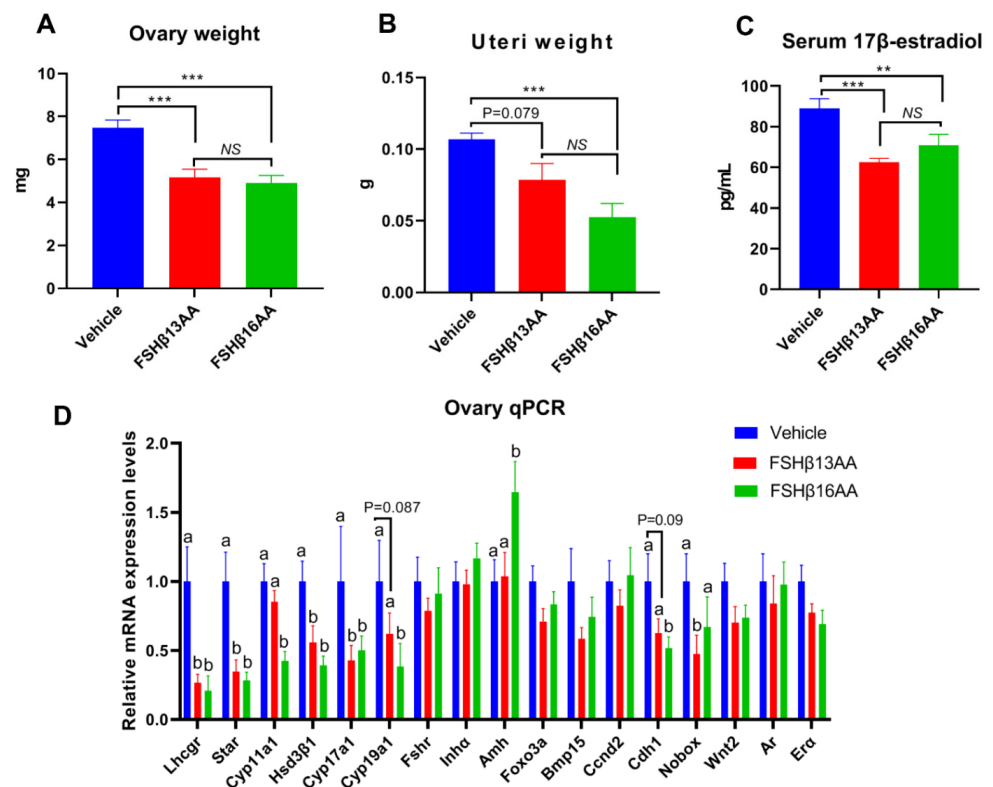 A
Ovary weight
***
***
NS
10
8
6
4
2
0
mg
Vehicle
FSHβ13AA
FSHβ16AA
B
Uteri weight
***
P=0.079
NS
0.15
0.10
0.05
0.00
g
Vehicle
FSHβ13AA
FSHβ16AA
C
Serum 17β-estradiol
**
***
NS
100
80
60
40
20
0
pg/mL
Vehicle
FSHβ13AA
FSHβ16AA
D
Ovary qPCR
Vehicle
FSHβ13AA
FSHβ16AA
Relative mRNA expression levels
2.0
1.5
1.0
0.5
0.0
a b b
a b b
a a b
a b b
a b b
P=0.087
a a b
a a b
P=0.09
a a b
a b a
Lhcgr
Star
Cyp11a1
Hsd3β1
Cyp17a1
Cyp19a1
Fshr
Inhα
Amh
Foxo3a
Bmp15
Ccnd2
Cdh1
Nobox
Wnt2
Ar
Erα